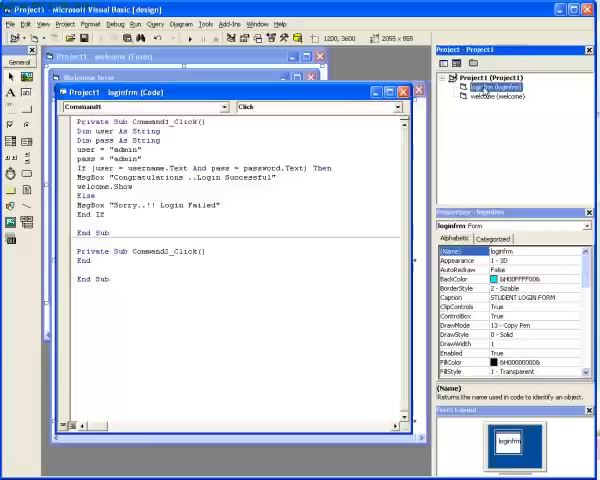 Project1 - Microsoft Visual Basic [design]
File Edit View Project Format Debug Run Query Diagram Tools Add-Ins Window Help
1200, 3600
2055 x 855
General
Project1 - welcome (Form)
Welcome form
Project1 - loginfrm (Code)
Command1
Click
Private Sub Command1_Click()
Dim user As String
Dim pass As String
user = "admin"
pass = "admin"
If (user = username.Text And pass = password.Text) Then
MsgBox "Congratulations ..Login Successful"
welcome.Show
Else
MsgBox "Sorry..!! Login Failed"
End If
End Sub
Private Sub Command2_Click()
End
End Sub
Project - Project1
Project1 (Project1)
loginfrm (loginfrm)
welcome (welcome)
Properties - loginfrm
loginfrm Form
Alphabetic Categorized
(Name) loginfrm
Appearance 1 - 3D
AutoRedraw False
BackColor &H00FFFF00&
BorderStyle 2 - Sizable
Caption STUDENT LOGIN FORM
ClipControls True
ControlBox True
DrawMode 13 - Copy Pen
DrawStyle 0 - Solid
DrawWidth 1
Enabled True
FillColor &H00000000&
FillStyle 1 - Transparent
(Name)
Returns the name used in code to identify an object.
Form Layout
loginfrm